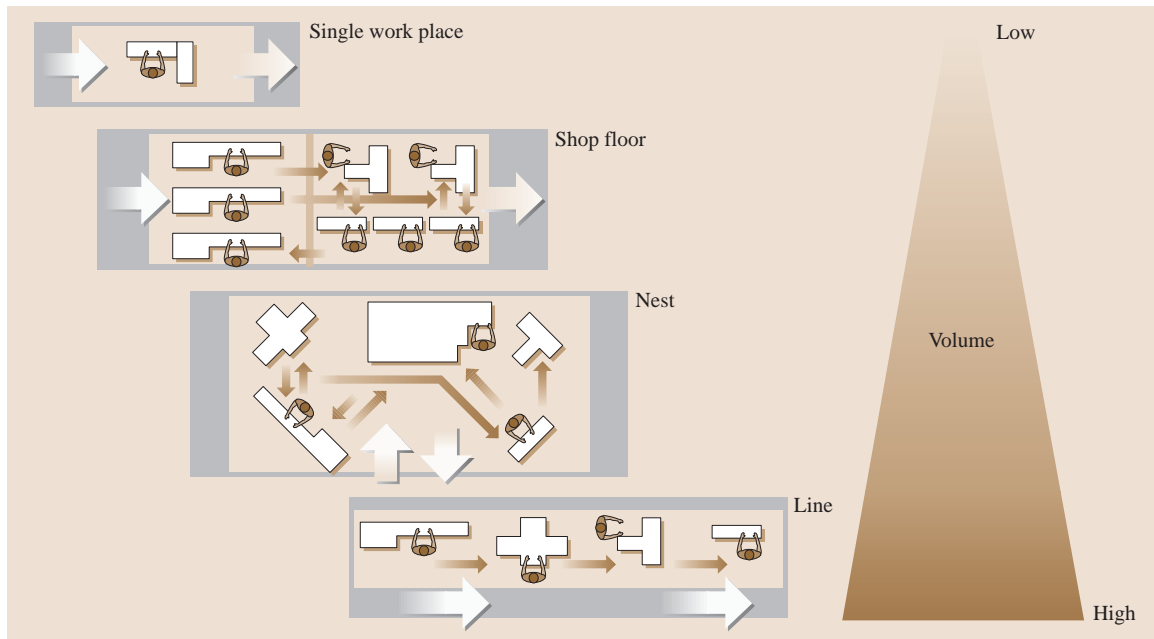 Single work place
Low
Shop floor
Nest
Volume
Line
High